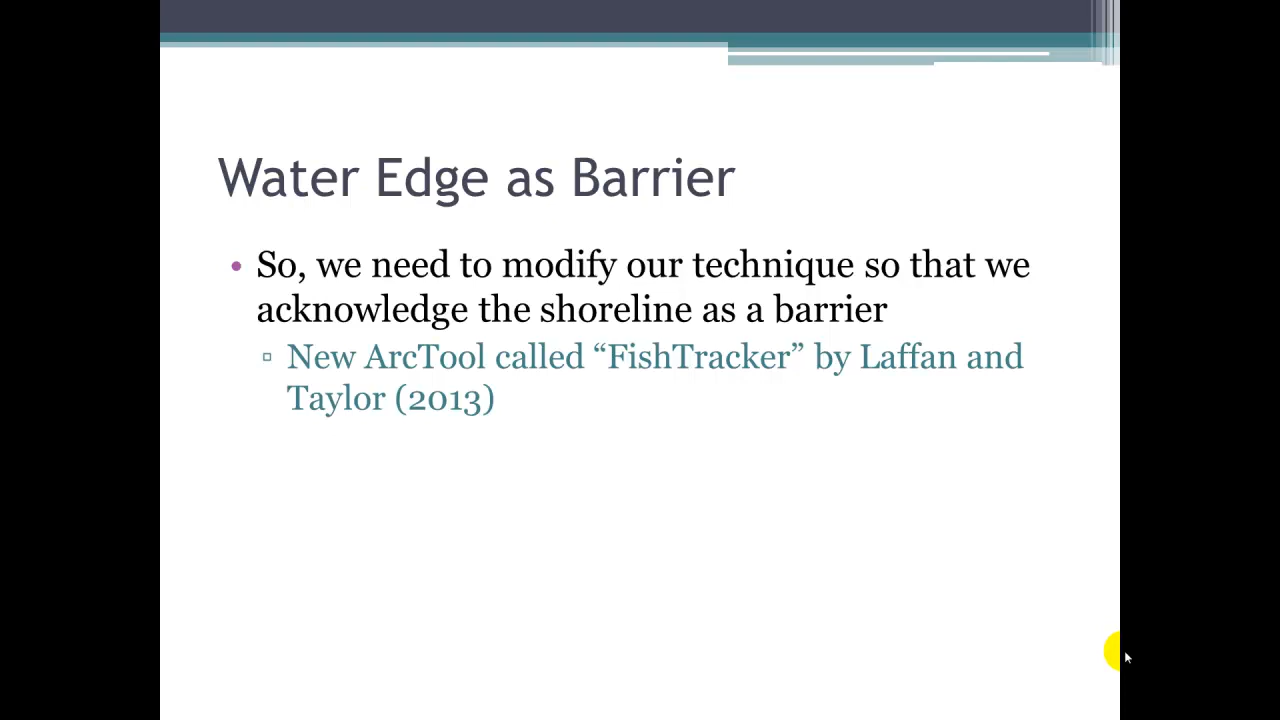 Water Edge as Barrier
• So, we need to modify our technique so that we
acknowledge the shoreline as a barrier
▫ New ArcTool called “FishTracker” by Laffan and
Taylor (2013)